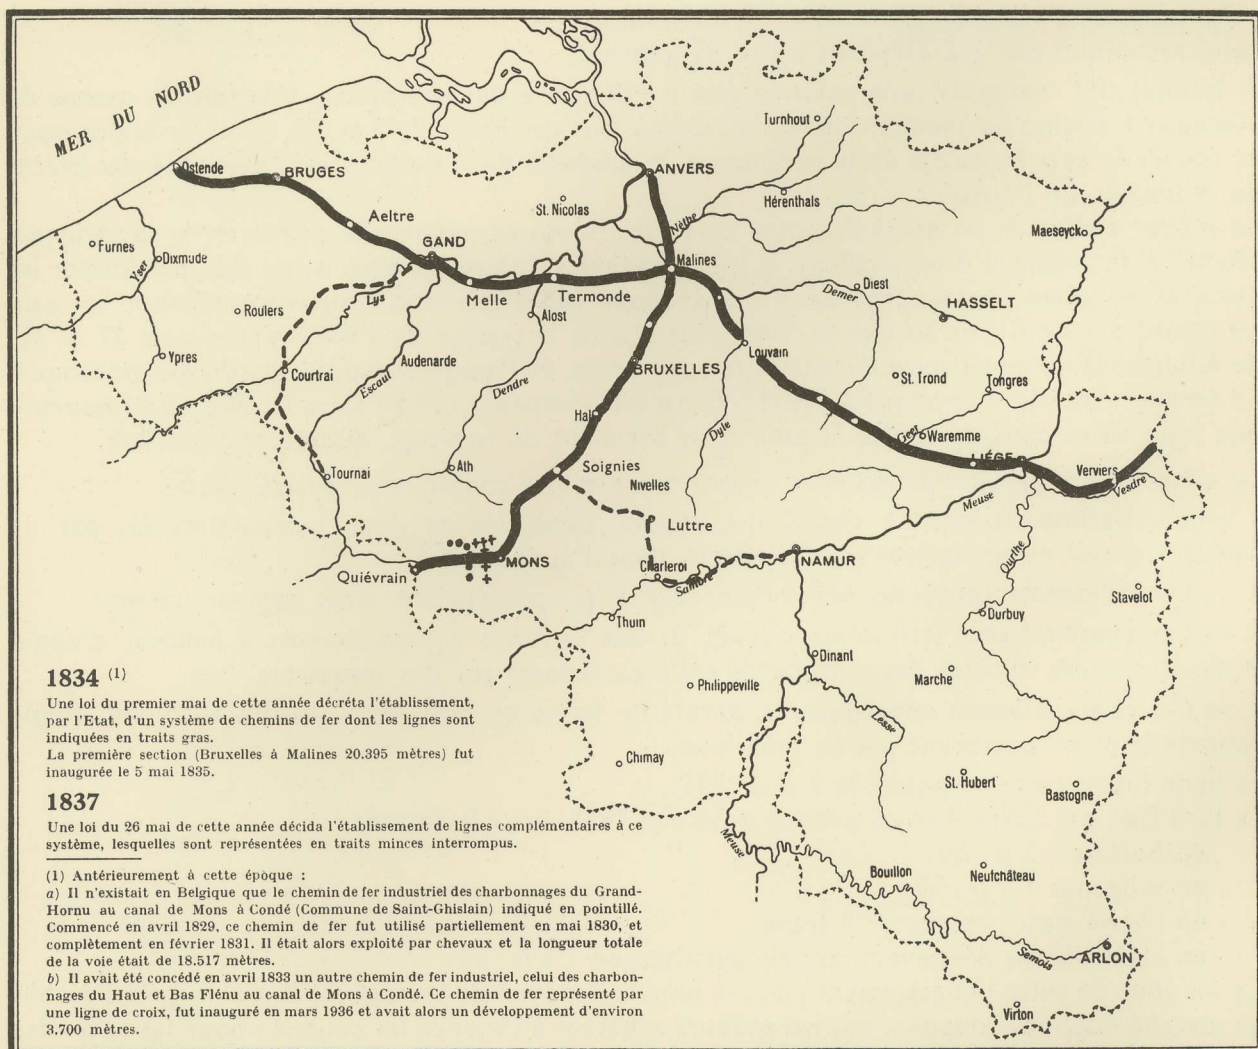 MER DU NORD
Turnhout
Ostende
BRUGES
ANVERS
St. Nicolas
Hérenthals
Nèthe
Aeltre
Maeseyck
Furnes
Yser
Dixmude
GAND
Malines
Lys
Melle
Termonde
Demer
Diest
HASSELT
Roulers
Alost
Ypres
Audenarde
Louvain
Courtrai
BRUXELLES
Escaul
Dendre
St. Trond
Tongres
Hal
Dyle
Geer
Waremme
LIÉGE
Tournai
Ath
Soignies
Nivelles
Verviers
Vesdre
Meuse
Luttre
Quiévrain
MONS
Charleroi
Sambre
NAMUR
Ourthe
Stavelot
Thuin
Durbuy
Dinant
Marche
Philippeville
Lesse
Chimay
St. Hubert
Bastogne
Meuse
Bouillon
Neufchâteau
Semois
ARLON
Virton
1834 (1)
Une loi du premier mai de cette année décréta l'établissement,
par l'Etat, d'un système de chemins de fer dont les lignes sont
indiquées en traits gras.
La première section (Bruxelles à Malines 20.395 mètres) fut
inaugurée le 5 mai 1835.
1837
Une loi du 26 mai de cette année décida l'établissement de lignes complémentaires à ce
système, lesquelles sont représentées en traits minces interrompus.
(1) Antérieurement à cette époque :
a) Il n'existait en Belgique que le chemin de fer industriel des charbonnages du Grand-
Hornu au canal de Mons à Condé (Commune de Saint-Ghislain) indiqué en pointillé.
Commencé en avril 1829, ce chemin de fer fut utilisé partiellement en mai 1830, et
complètement en février 1831. Il était alors exploité par chevaux et la longueur totale
de la voie était de 18.517 mètres.
b) Il avait été concédé en avril 1833 un autre chemin de fer industriel, celui des charbon-
nages du Haut et Bas Flénu au canal de Mons à Condé. Ce chemin de fer représenté par
une ligne de croix, fut inauguré en mars 1936 et avait alors un développement d'environ
3.700 mètres.